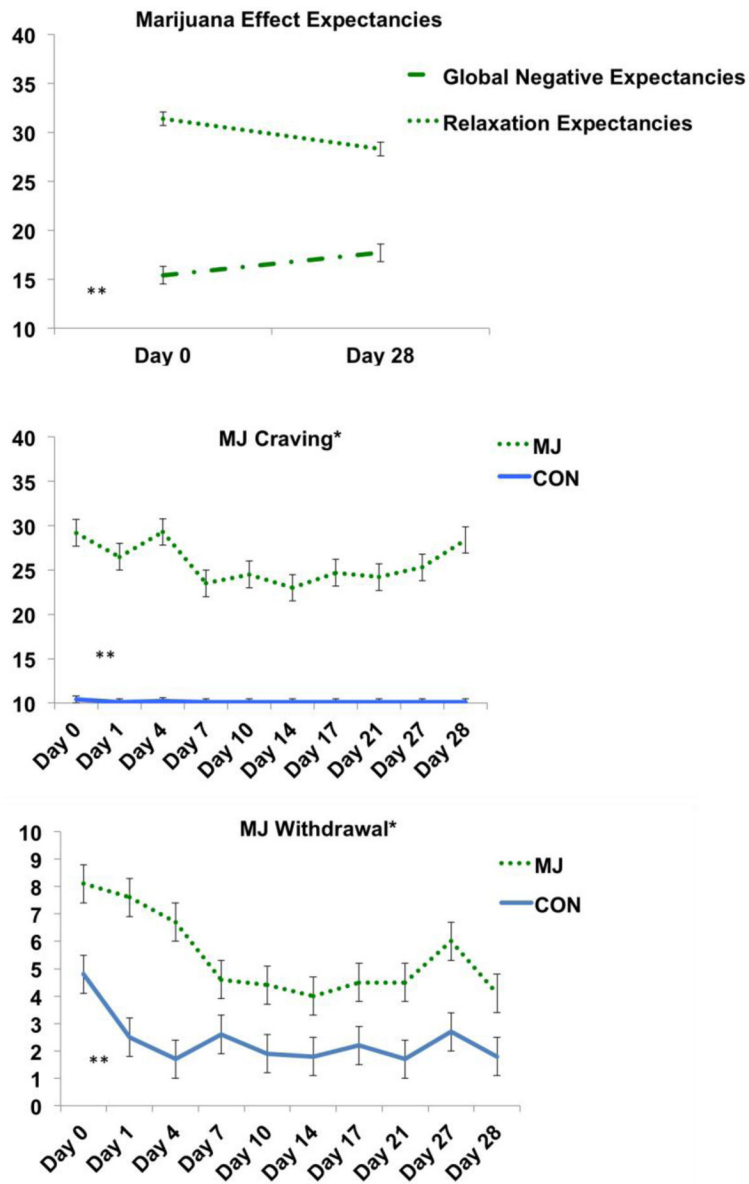 Marijuana Effect Expectancies
40
35
30
25
20
15
10
**
Day 0 Day 28
Global Negative Expectancies
Relaxation Expectancies
MJ Craving*
40
35
30
25
20
15
10
**
Day 0 Day 1 Day 4 Day 7 Day 10 Day 14 Day 17 Day 21 Day 27 Day 28
MJ
CON
MJ Withdrawal*
10
9
8
7
6
5
4
3
2
1
0
**
Day 0 Day 1 Day 4 Day 7 Day 10 Day 14 Day 17 Day 21 Day 27 Day 28
MJ
CON